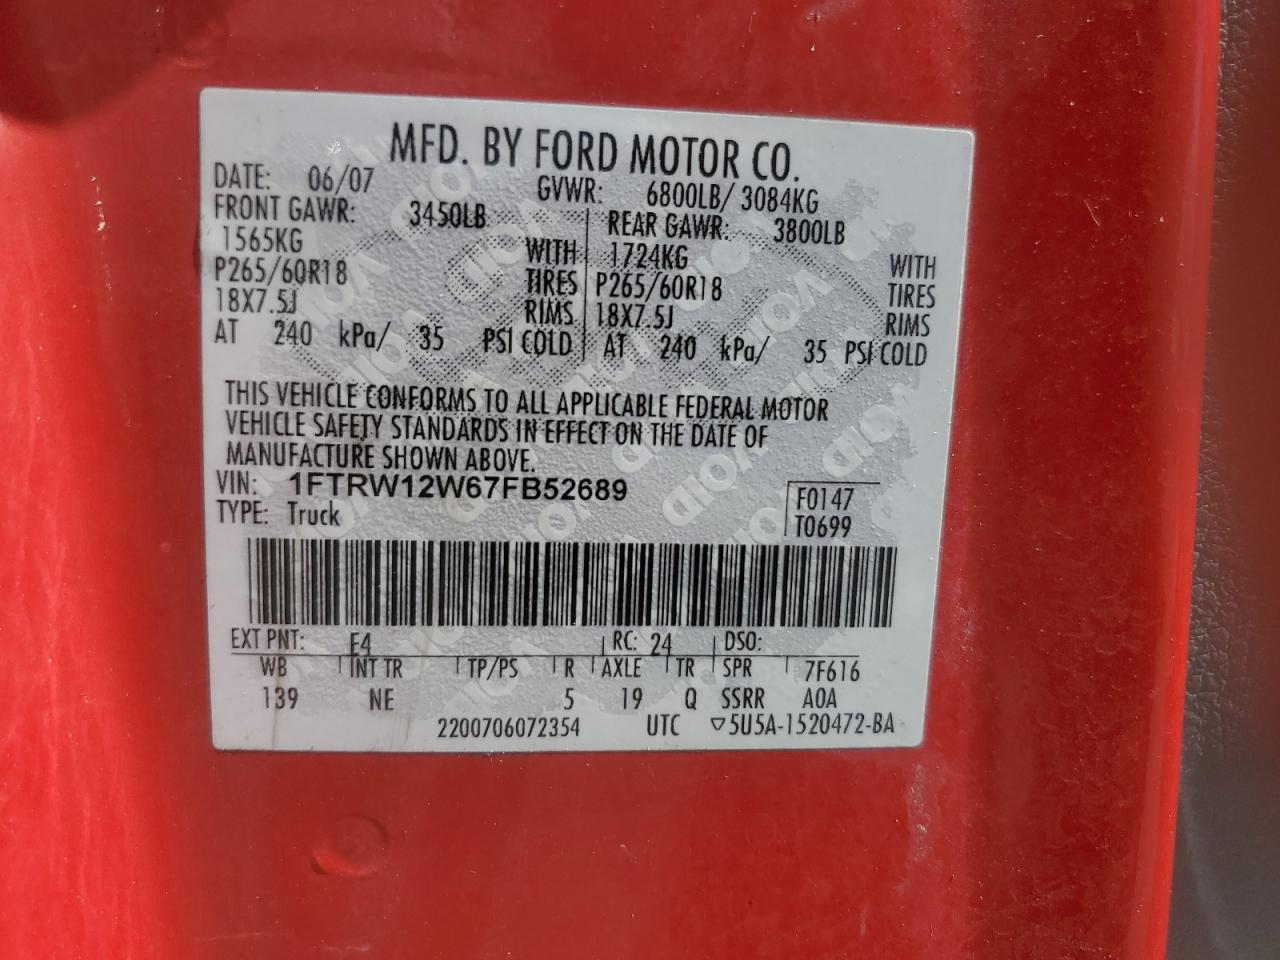 MFD. BY FORD MOTOR CO.
DATE: 06/07 GVWR: 6800LB/ 3084KG
FRONT GAWR: 3450LB REAR GAWR: 3800LB
1565KG WITH 1724KG WITH
P265/60R18 TIRES P265/60R18 TIRES
18X7.5J RIMS 18X7.5J RIMS
AT 240 kPa/ 35 PSI COLD AT 240 kPa/ 35 PSI COLD
THIS VEHICLE CONFORMS TO ALL APPLICABLE FEDERAL MOTOR
VEHICLE SAFETY STANDARDS IN EFFECT ON THE DATE OF
MANUFACTURE SHOWN ABOVE.
VIN: 1FTRW12W67FB52689 F0147
TYPE: Truck T0699
EXT PNT: F4 RC: 24 DSO:
WB INT TR TP/PS R AXLE TR SPR 7F616
139 NE 5 19 Q SSRR A0A
2200706072354 UTC ▽5U5A-1520472-BA